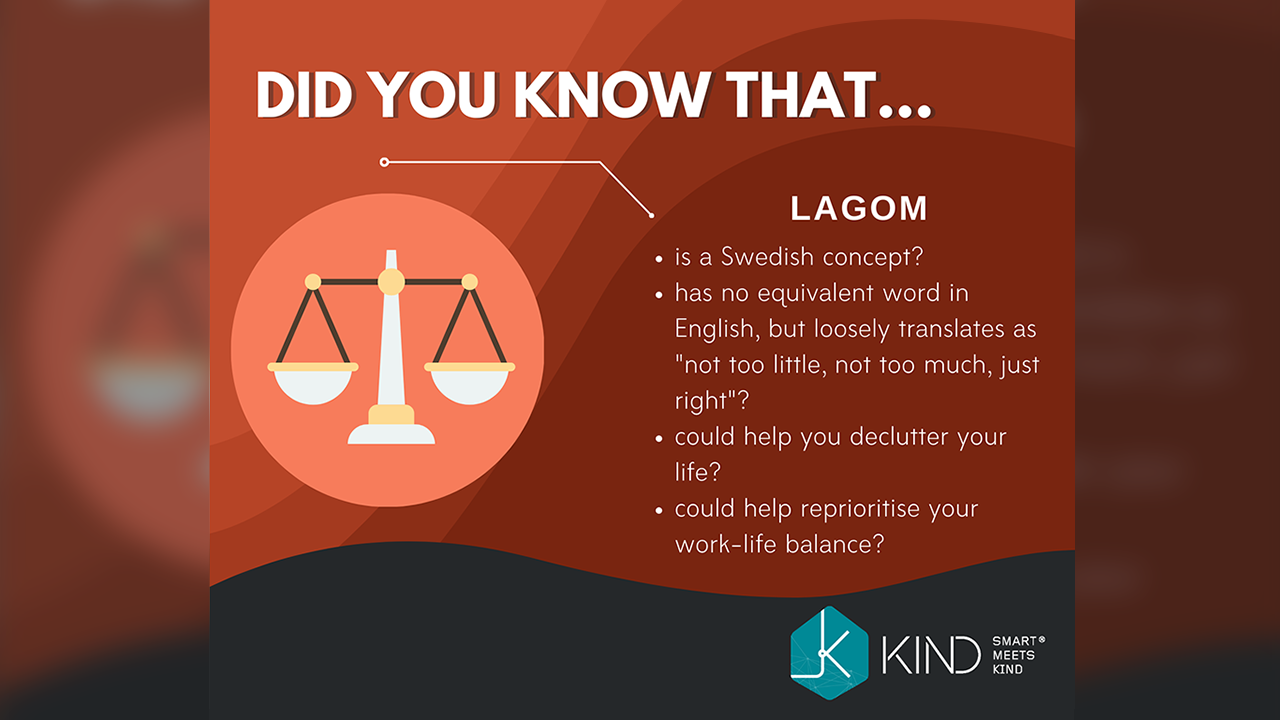 DID YOU KNOW THAT...
LAGOM
• is a Swedish concept?
• has no equivalent word in
English, but loosely translates as
"not too little, not too much, just
right"?
• could help you declutter your
life?
• could help reprioritise your
work-life balance?
KIND
SMART®
MEETS
KIND